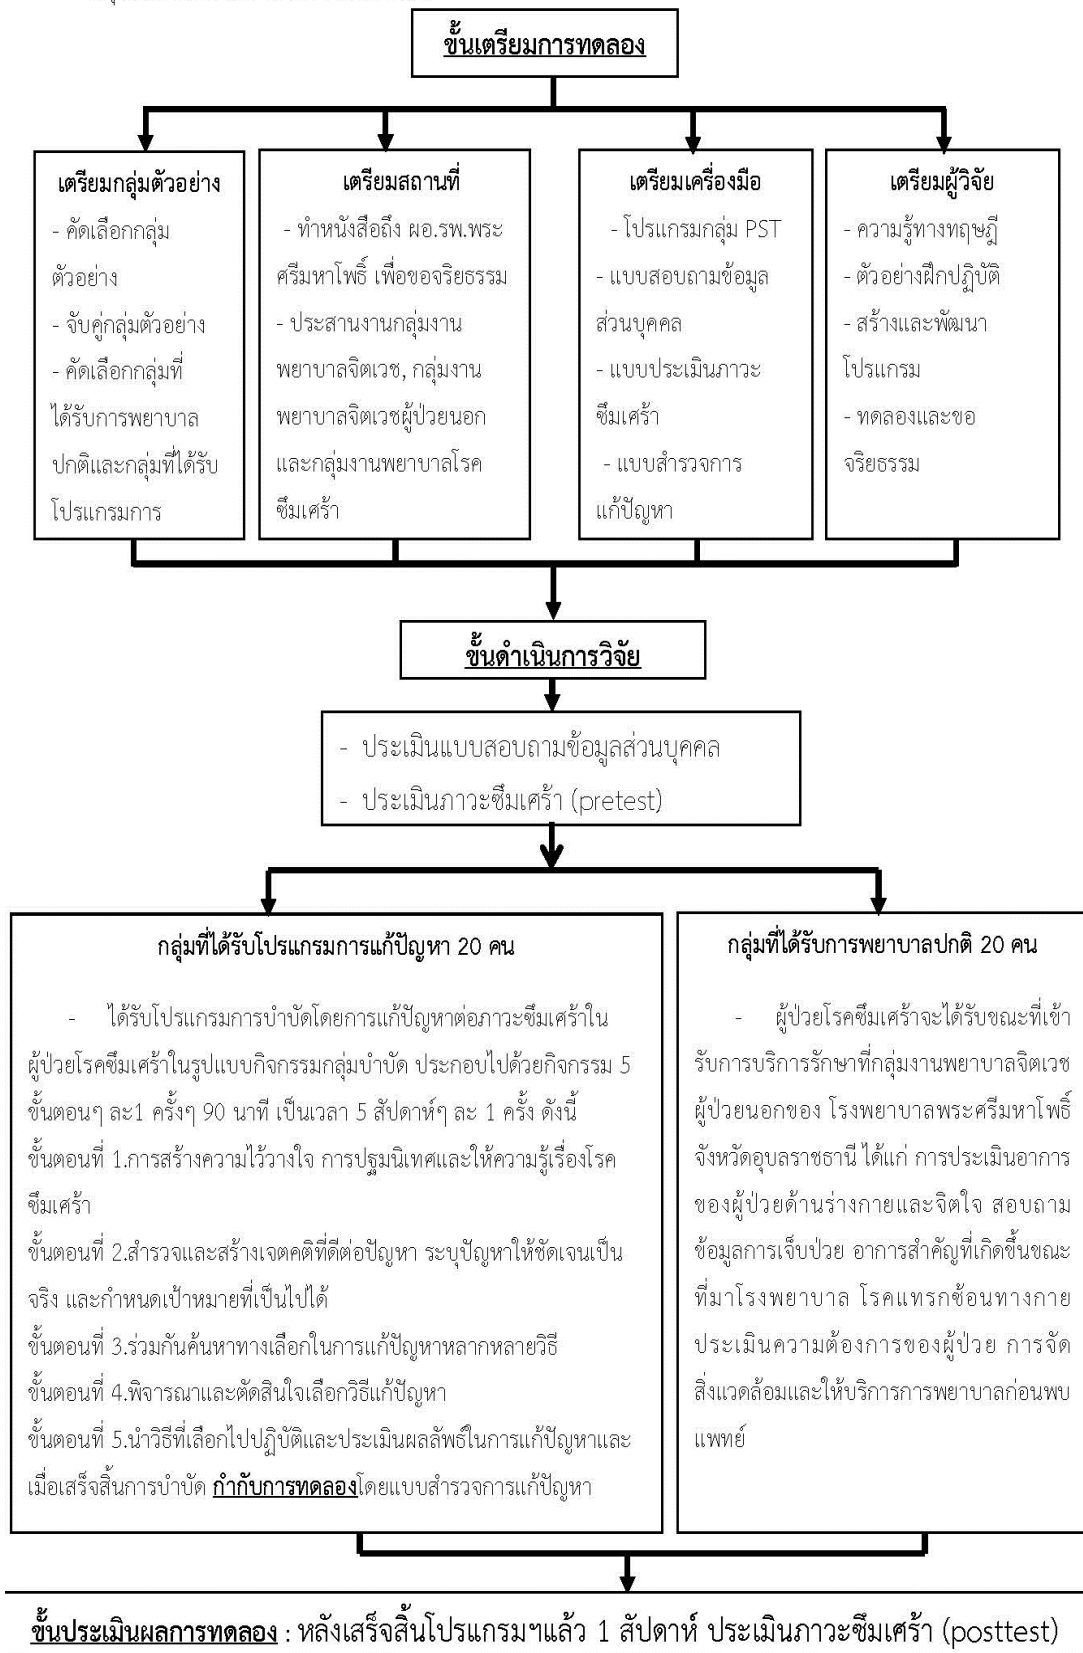 ขั้นเตรียมการทดลอง
เตรียมกลุ่มตัวอย่าง
- คัดเลือกกลุ่ม
ตัวอย่าง
- จับคู่กลุ่มตัวอย่าง
- คัดเลือกกลุ่มที่
ได้รับการพยาบาล
ปกติและกลุ่มที่ได้รับ
โปรแกรมการ
เตรียมสถานที่
- ทำหนังสือถึง ผอ.รพ.พระ
ศรีมหาโพธิ์ เพื่อขอจริยธรรม
- ประสานงานกลุ่มงาน
พยาบาลจิตเวช, กลุ่มงาน
พยาบาลจิตเวชผู้ป่วยนอก
และกลุ่มงานพยาบาลโรค
ซึมเศร้า
เตรียมเครื่องมือ
- โปรแกรมกลุ่ม PST
- แบบสอบถามข้อมูล
ส่วนบุคคล
- แบบประเมินภาวะ
ซึมเศร้า
- แบบสำรวจการ
แก้ปัญหา
เตรียมผู้วิจัย
- ความรู้ทางทฤษฎี
- ตัวอย่างฝึกปฏิบัติ
- สร้างและพัฒนา
โปรแกรม
- ทดลองและขอ
จริยธรรม
ขั้นดำเนินการวิจัย
- ประเมินแบบสอบถามข้อมูลส่วนบุคคล
- ประเมินภาวะซึมเศร้า (pretest)
กลุ่มที่ได้รับโปรแกรมการแก้ปัญหา 20 คน
- ได้รับโปรแกรมการบำบัดโดยการแก้ปัญหาต่อภาวะซึมเศร้าใน
ผู้ป่วยโรคซึมเศร้าในรูปแบบกิจกรรมกลุ่มบำบัด ประกอบไปด้วยกิจกรรม 5
ขั้นตอนๆ ละ1 ครั้งๆ 90 นาที เป็นเวลา 5 สัปดาห์ๆ ละ 1 ครั้ง ดังนี้
ขั้นตอนที่ 1.การสร้างความไว้วางใจ การปฐมนิเทศและให้ความรู้เรื่องโรค
ซึมเศร้า
ขั้นตอนที่ 2.สำรวจและสร้างเจตคติที่ดีต่อปัญหา ระบุปัญหาให้ชัดเจนเป็น
จริง และกำหนดเป้าหมายที่เป็นไปได้
ขั้นตอนที่ 3.ร่วมกันค้นหาทางเลือกในการแก้ปัญหาหลากหลายวิธี
ขั้นตอนที่ 4.พิจารณาและตัดสินใจเลือกวิธีแก้ปัญหา
ขั้นตอนที่ 5.นำวิธีที่เลือกไปปฏิบัติและประเมินผลลัพธ์ในการแก้ปัญหาและ
เมื่อเสร็จสิ้นการบำบัด กำกับการทดลองโดยแบบสำรวจการแก้ปัญหา
กลุ่มที่ได้รับการพยาบาลปกติ 20 คน
- ผู้ป่วยโรคซึมเศร้าจะได้รับขณะที่เข้า
รับการบริการรักษาที่กลุ่มงานพยาบาลจิตเวช
ผู้ป่วยนอกของ โรงพยาบาลพระศรีมหาโพธิ์
จังหวัดอุบลราชธานี ได้แก่ การประเมินอาการ
ของผู้ป่วยด้านร่างกายและจิตใจ สอบถาม
ข้อมูลการเจ็บป่วย อาการสำคัญที่เกิดขึ้นขณะ
ที่มาโรงพยาบาล โรคแทรกซ้อนทางกาย
ประเมินความต้องการของผู้ป่วย การจัด
สิ่งแวดล้อมและให้บริการการพยาบาลก่อนพบ
แพทย์
ขั้นประเมินผลการทดลอง : หลังเสร็จสิ้นโปรแกรมฯแล้ว 1 สัปดาห์ ประเมินภาวะซึมเศร้า (posttest)